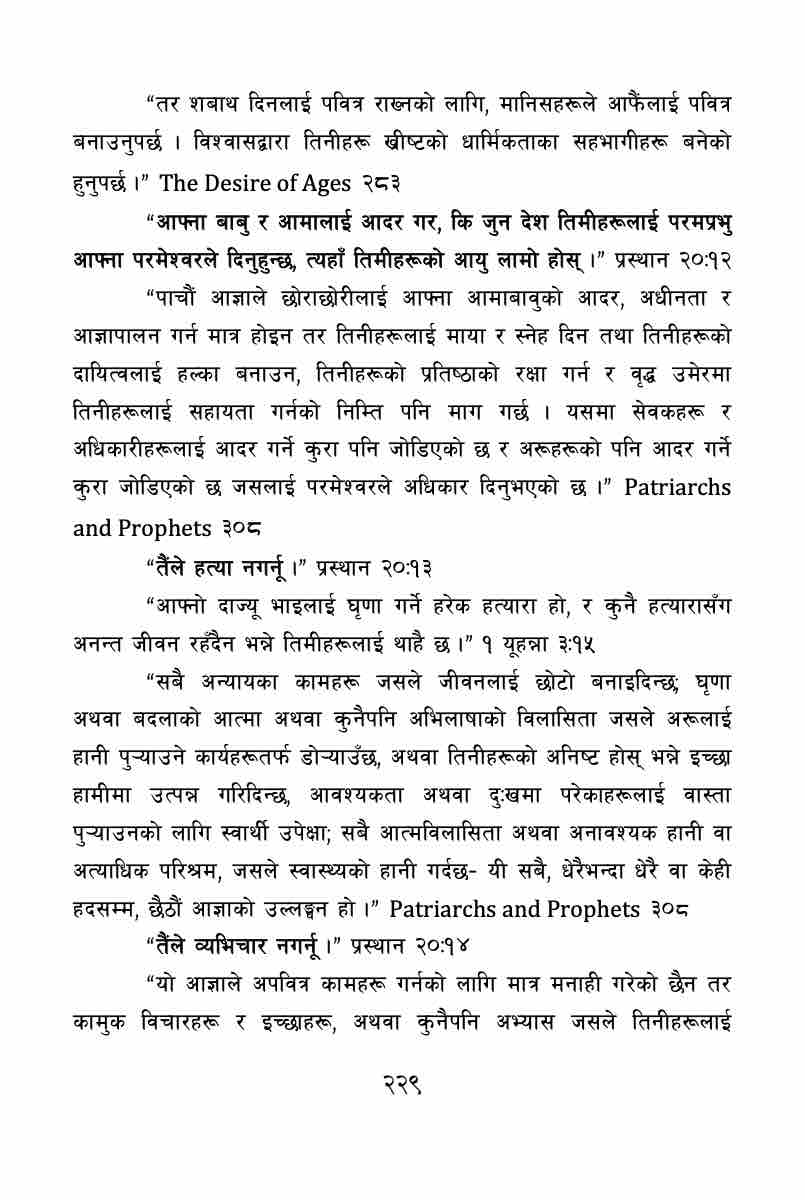 “तर शबाथ दिनलाई पवित्र राख्नको लागि, मानिसहरूले आफैंलाई पवित्र
बनाउनुपर्छ । विश्वासद्वारा तिनीहरू ख्रीष्टको धार्मिकताका सहभागीहरू बनेको
हुनुपर्छ ।” The Desire of Ages २८३
“आफ्ना बाबु र आमालाई आदर गर, कि जुन देश तिमीहरूलाई परमप्रभु
आफ्ना परमेश्वरले दिनुहुन्छ, त्यहाँ तिमीहरूको आयु लामो होस् ।” प्रस्थान २०:१२
“पाचौं आज्ञाले छोराछोरीलाई आफ्ना आमाबावुको आदर, अधीनता र
आज्ञापालन गर्न मात्र होइन तर तिनीहरूलाई माया र स्नेह दिन तथा तिनीहरूको
दायित्वलाई हल्का बनाउन, तिनीहरूको प्रतिष्ठाको रक्षा गर्न र वृद्ध उमेरमा
तिनीहरूलाई सहायता गर्नको निम्ति पनि माग गर्छ । यसमा सेवकहरू र
अधिकारीहरूलाई आदर गर्ने कुरा पनि जोडिएको छ र अरूहरूको पनि आदर गर्ने
कुरा जोडिएको छ जसलाई परमेश्वरले अधिकार दिनुभएको छ ।” Patriarchs
and Prophets ३०८
“तैंले हत्या नगर्नू ।” प्रस्थान २०:१३
“आफ्नो दाज्यू भाइलाई घृणा गर्ने हरेक हत्यारा हो, र कुनै हत्यारासँग
अनन्त जीवन रहँदैन भन्ने तिमीहरूलाई थाहै छ ।” १ यूहन्ना ३:१५
“सबै अन्यायका कामहरू जसले जीवनलाई छोटो बनाइदिन्छ; घृणा
अथवा बदलाको आत्मा अथवा कुनैपनि अभिलाषाको विलासिता जसले अरूलाई
हानी पुऱ्याउने कार्यहरूतर्फ डोऱ्याउँछ, अथवा तिनीहरूको अनिष्ट होस् भन्ने इच्छा
हामीमा उत्पन्न गरिदिन्छ, आवश्यकता अथवा दुःखमा परेकाहरूलाई वास्ता
पुऱ्याउनको लागि स्वार्थी उपेक्षा; सबै आत्मविलासिता अथवा अनावश्यक हानी वा
अत्याधिक परिश्रम, जसले स्वास्थ्यको हानी गर्दछ- यी सबै, धेरैभन्दा धेरै वा केही
हदसम्म, छैठौं आज्ञाको उल्लङ्घन हो ।” Patriarchs and Prophets ३०८
“तैंले व्यभिचार नगर्नू ।” प्रस्थान २०:१४
“यो आज्ञाले अपवित्र कामहरू गर्नको लागि मात्र मनाही गरेको छैन तर
कामुक विचारहरू र इच्छाहरू, अथवा कुनैपनि अभ्यास जसले तिनीहरूलाई
२२९